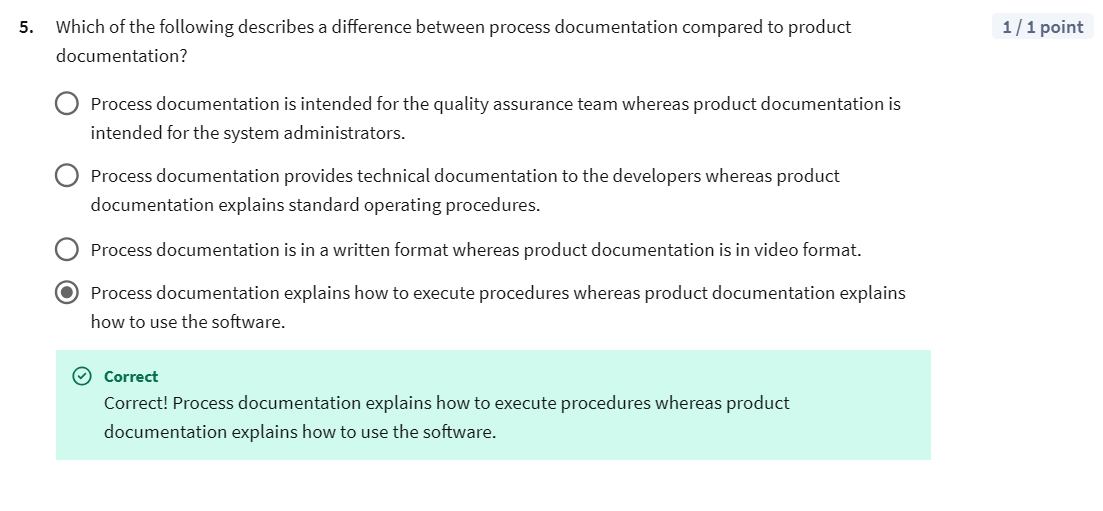 5. Which of the following describes a difference between process documentation compared to product
documentation?
1 / 1 point
Process documentation is intended for the quality assurance team whereas product documentation is
intended for the system administrators.
Process documentation provides technical documentation to the developers whereas product
documentation explains standard operating procedures.
Process documentation is in a written format whereas product documentation is in video format.
Process documentation explains how to execute procedures whereas product documentation explains
how to use the software.
Correct
Correct! Process documentation explains how to execute procedures whereas product
documentation explains how to use the software.